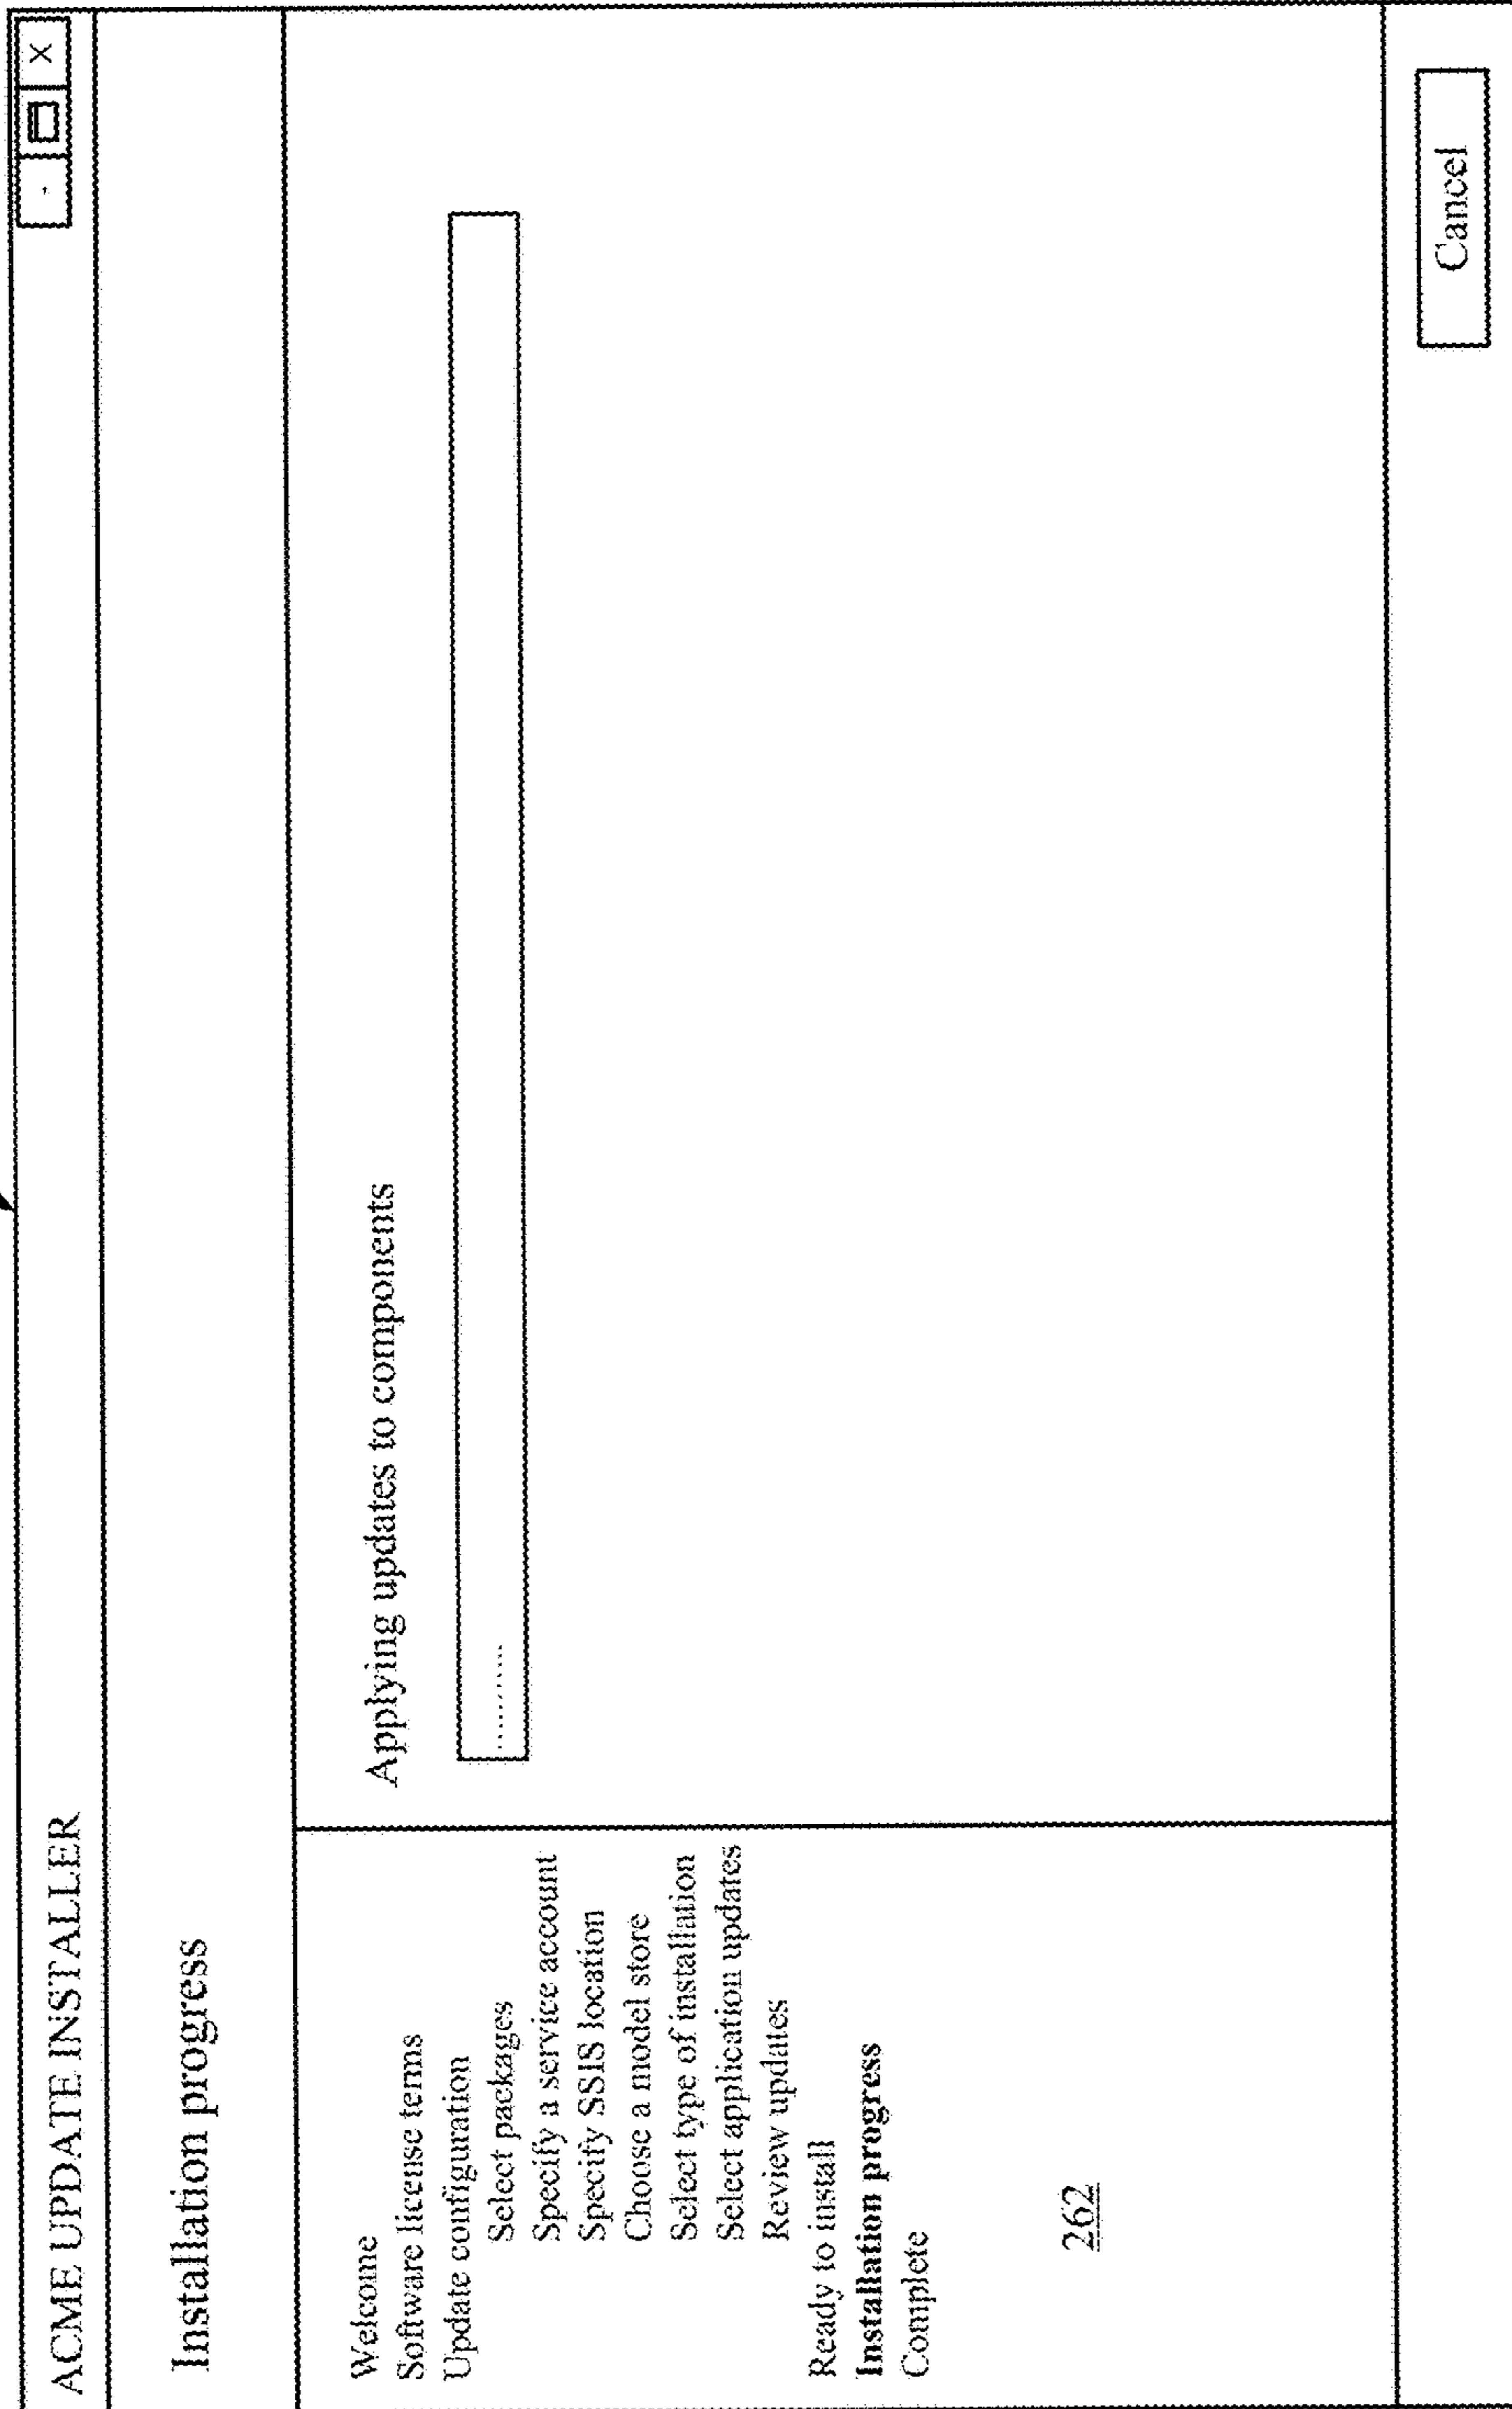 ACME UPDATE INSTALLER
- X
Installation progress
Welcome
Software license terms
Update configuration
Select packages
Specify a service account
Specify SSIS location
Choose a model store
Select type of installation
Select application updates
Review updates
Ready to install
Installation progress
Complete
262
Applying updates to components
Cancel